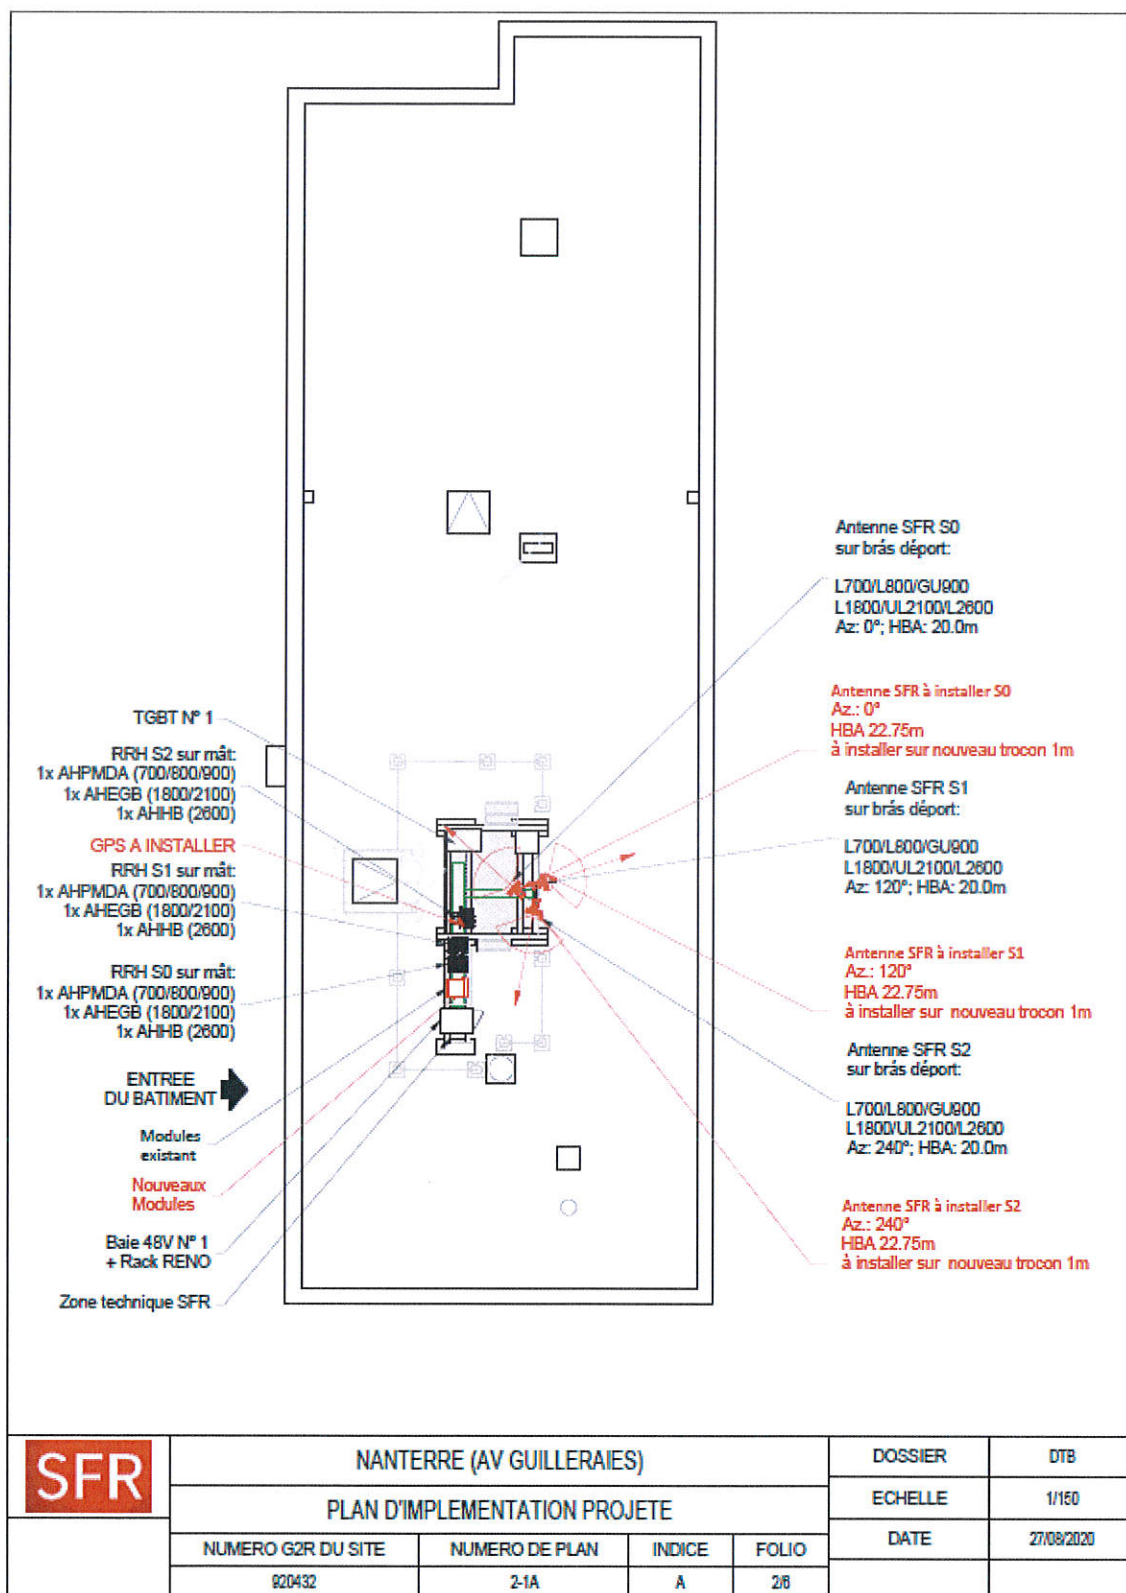 Antenne SFR S0
sur brás déport:
L700/L800/GU900
L1800/UL2100/L2600
Az: 0°; HBA: 20.0m
Antenne SFR à installer S0
Az.: 0°
HBA 22.75m
à installer sur nouveau trocon 1m
Antenne SFR S1
sur brás déport:
L700/L800/GU900
L1800/UL2100/L2600
Az: 120°; HBA: 20.0m
Antenne SFR à installer S1
Az.: 120°
HBA 22.75m
à installer sur nouveau trocon 1m
Antenne SFR S2
sur brás déport:
L700/L800/GU900
L1800/UL2100/L2600
Az: 240°; HBA: 20.0m
Antenne SFR à installer S2
Az.: 240°
HBA 22.75m
à installer sur nouveau trocon 1m
TGBT N° 1
RRH S2 sur mât:
1x AHPMDA (700/800/900)
1x AHEGB (1800/2100)
1x AHHB (2600)
GPS A INSTALLER
RRH S1 sur mât:
1x AHPMDA (700/800/900)
1x AHEGB (1800/2100)
1x AHHB (2600)
RRH S0 sur mât:
1x AHPMDA (700/800/900)
1x AHEGB (1800/2100)
1x AHHB (2600)
ENTREE
DU BATIMENT
Modules
existant
Nouveaux
Modules
Baie 48V N° 1
+ Rack RENO
Zone technique SFR
SFR
NANTERRE (AV GUILLERAIES)
PLAN D'IMPLEMENTATION PROJETE
NUMERO G2R DU SITE NUMERO DE PLAN INDICE FOLIO
920432 2-1A A 2/6
DOSSIER DTB
ECHELLE 1/150
DATE 27/08/2020